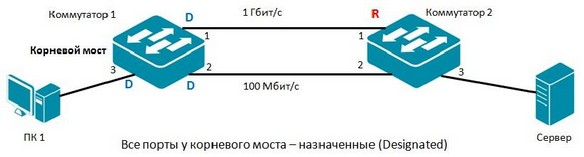 Коммутатор 1
D
1 Гбит/с
R
Коммутатор 2
Корневой мост
1
1
3
2
2
3
D
D
100 Мбит/с
ПК 1
Все порты у корневого моста – назначенные (Designated)
Сервер